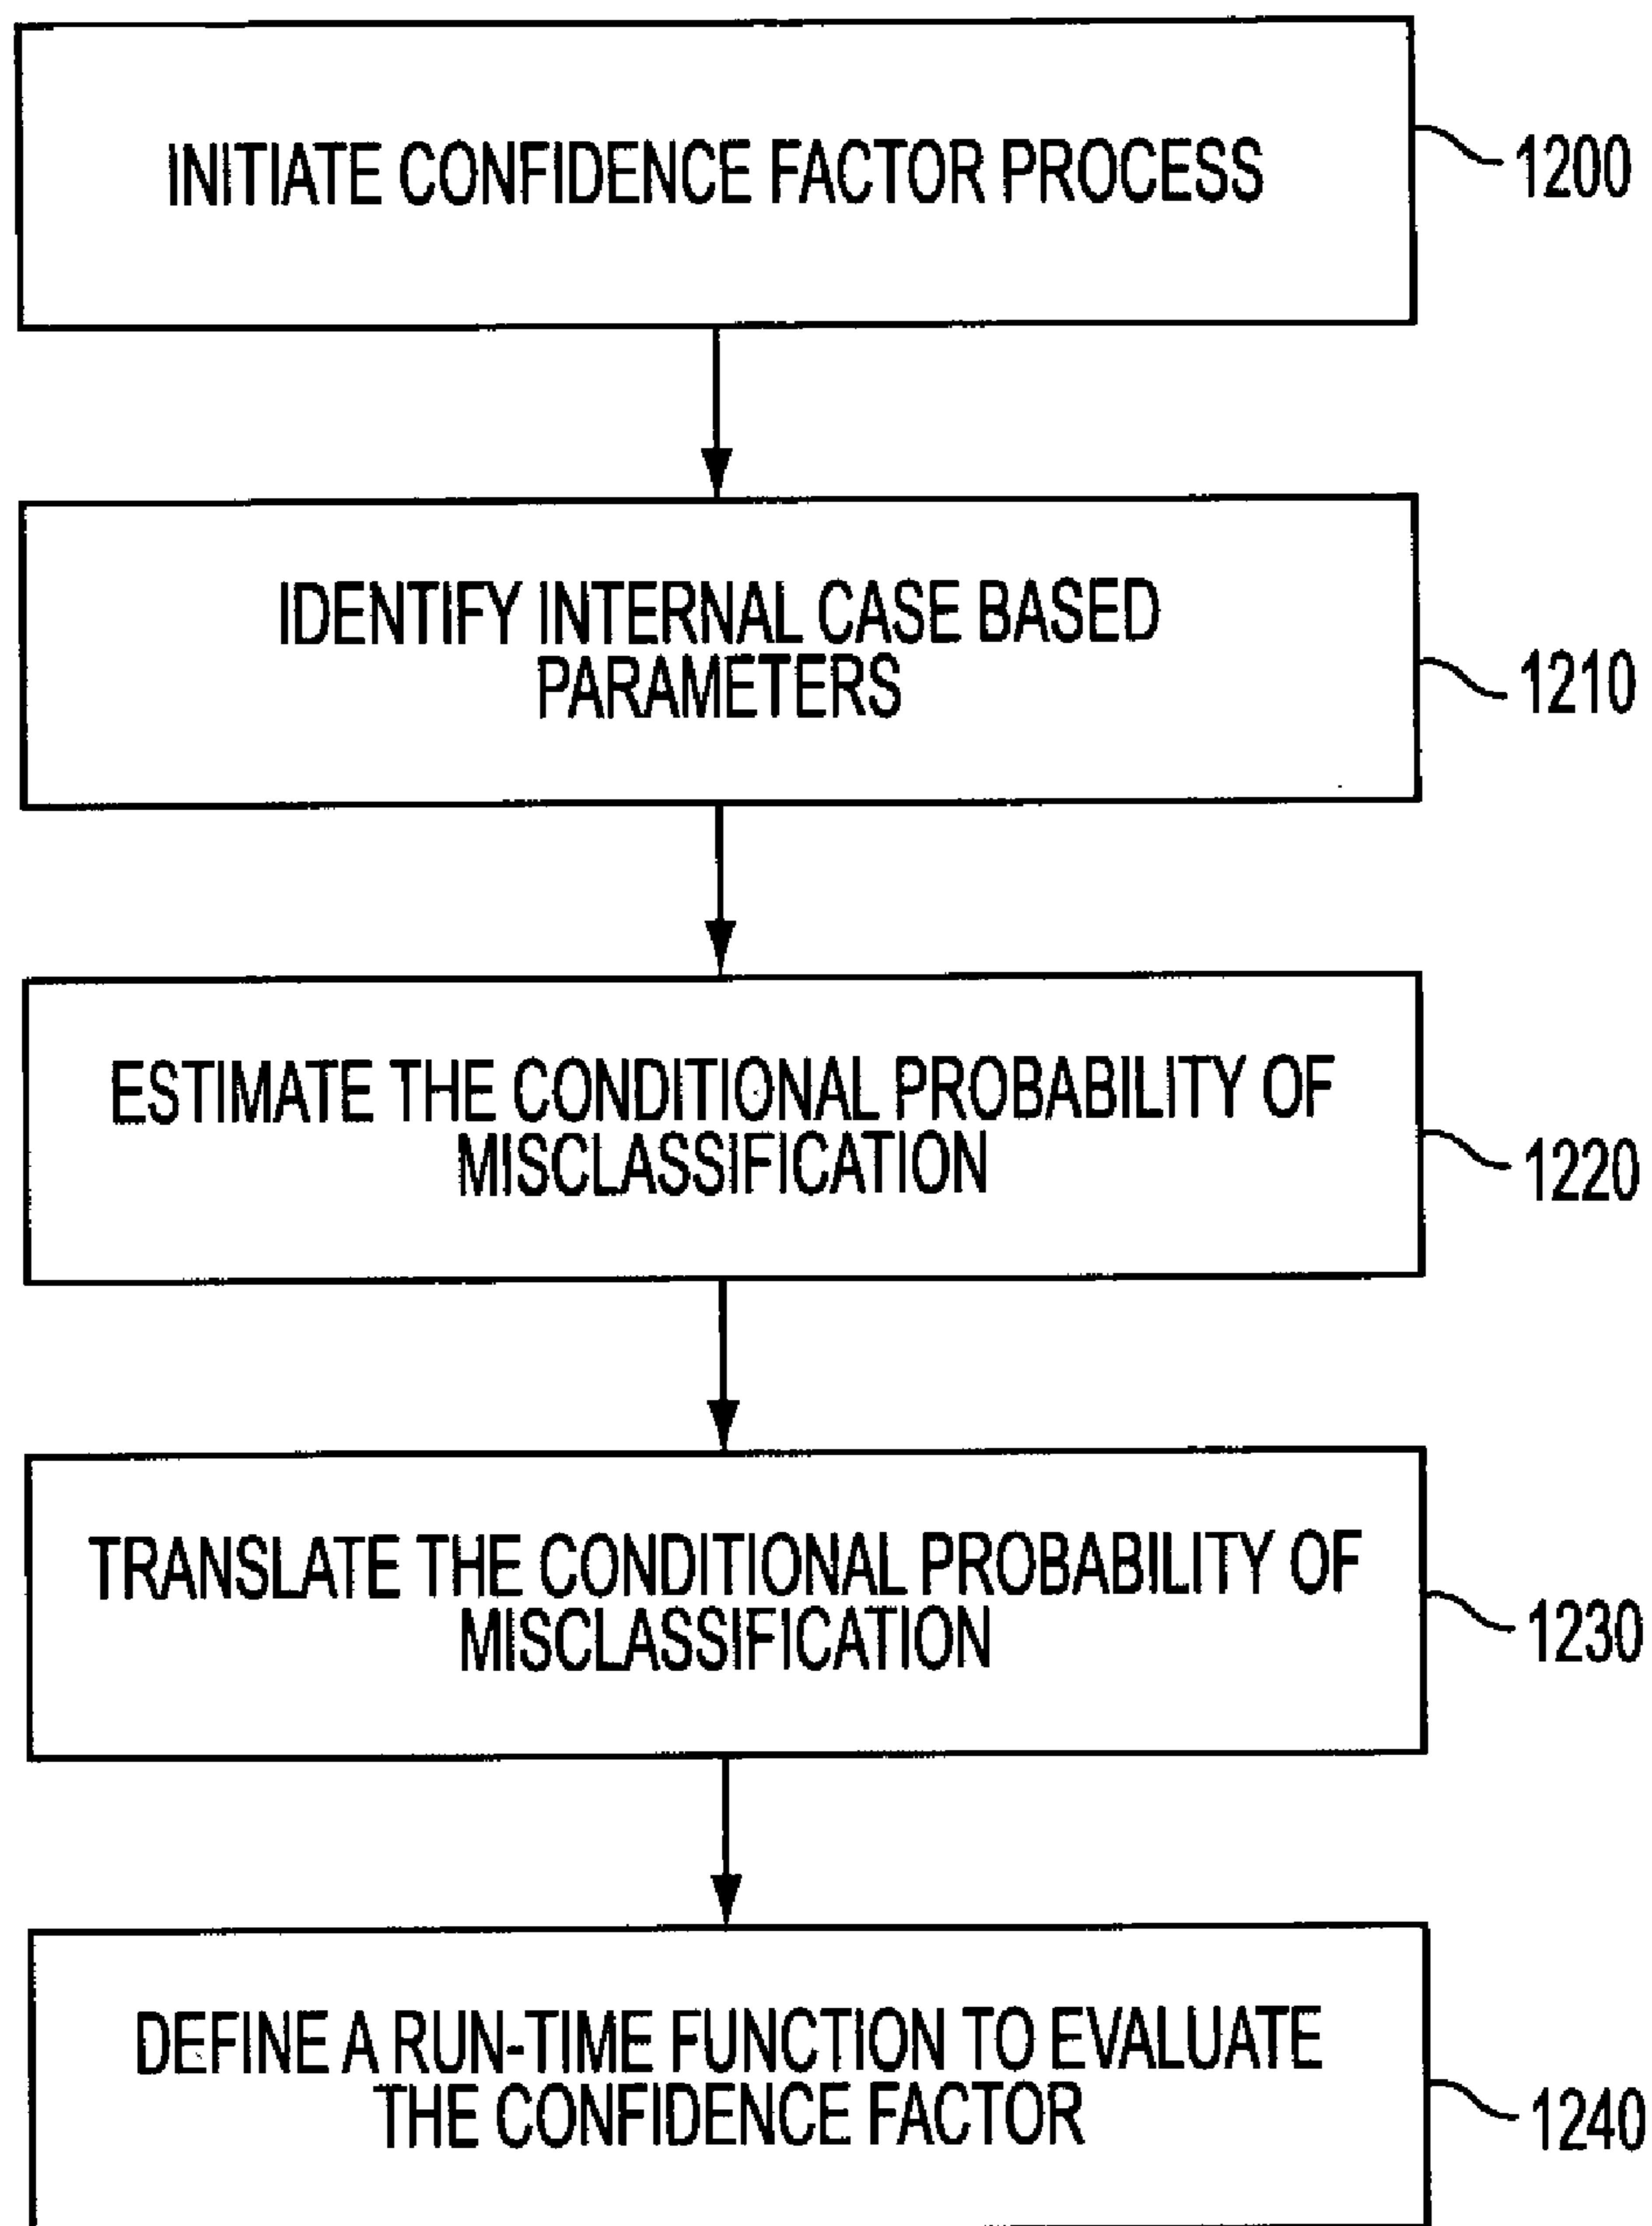 INITIATE CONFIDENCE FACTOR PROCESS
1200
IDENTIFY INTERNAL CASE BASED
PARAMETERS
1210
ESTIMATE THE CONDITIONAL PROBABILITY OF
MISCLASSIFICATION
1220
TRANSLATE THE CONDITIONAL PROBABILITY OF
MISCLASSIFICATION
1230
DEFINE A RUN-TIME FUNCTION TO EVALUATE
THE CONFIDENCE FACTOR
1240